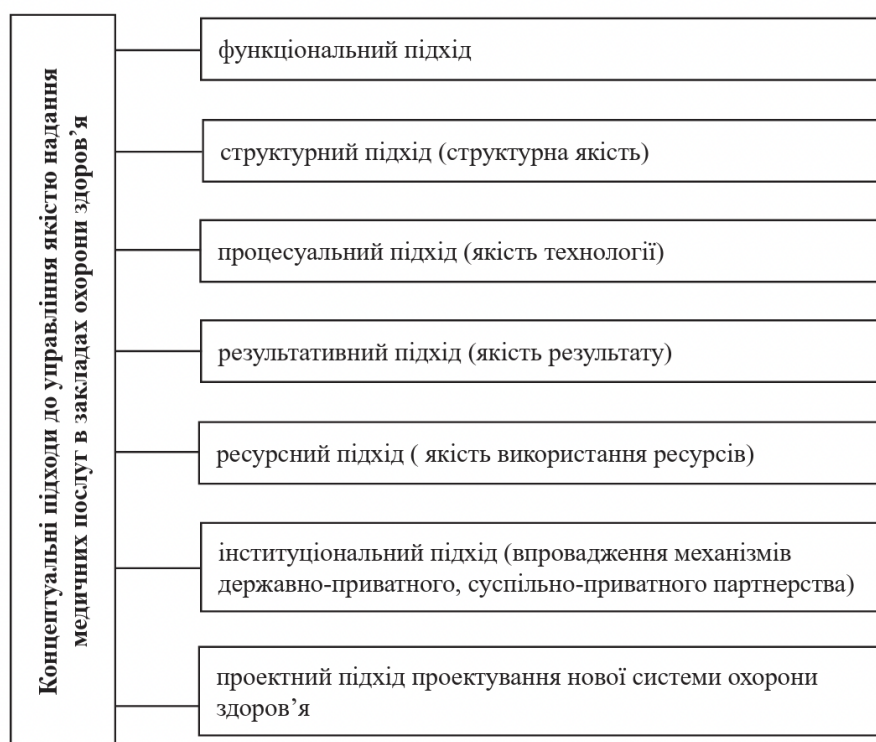 Концептуальні підходи до управління якістю надання
медичних послуг в закладах охорони здоров’я
функціональний підхід
структурний підхід (структурна якість)
процесуальний підхід (якість технології)
результативний підхід (якість результату)
ресурсний підхід ( якість використання ресурсів)
інституціональний підхід (впровадження механізмів
державно-приватного, суспільно-приватного партнерства)
проектний підхід проектування нової системи охорони
здоров’я